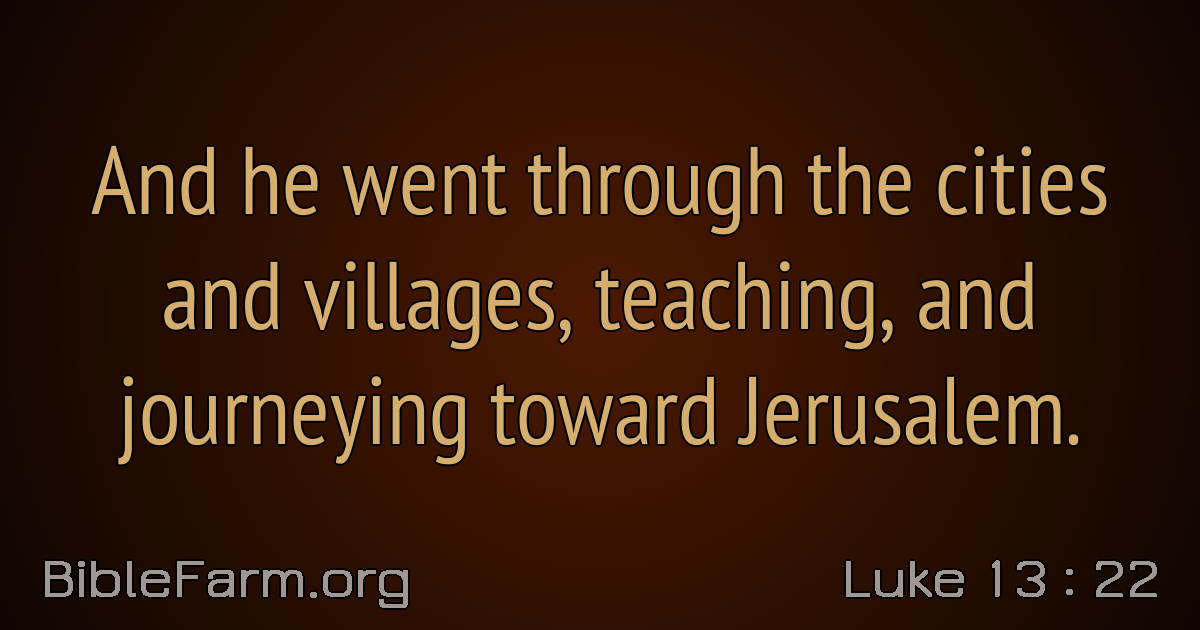 And he went through the cities
and villages, teaching, and
journeying toward Jerusalem.
BibleFarm.org
Luke 13 : 22